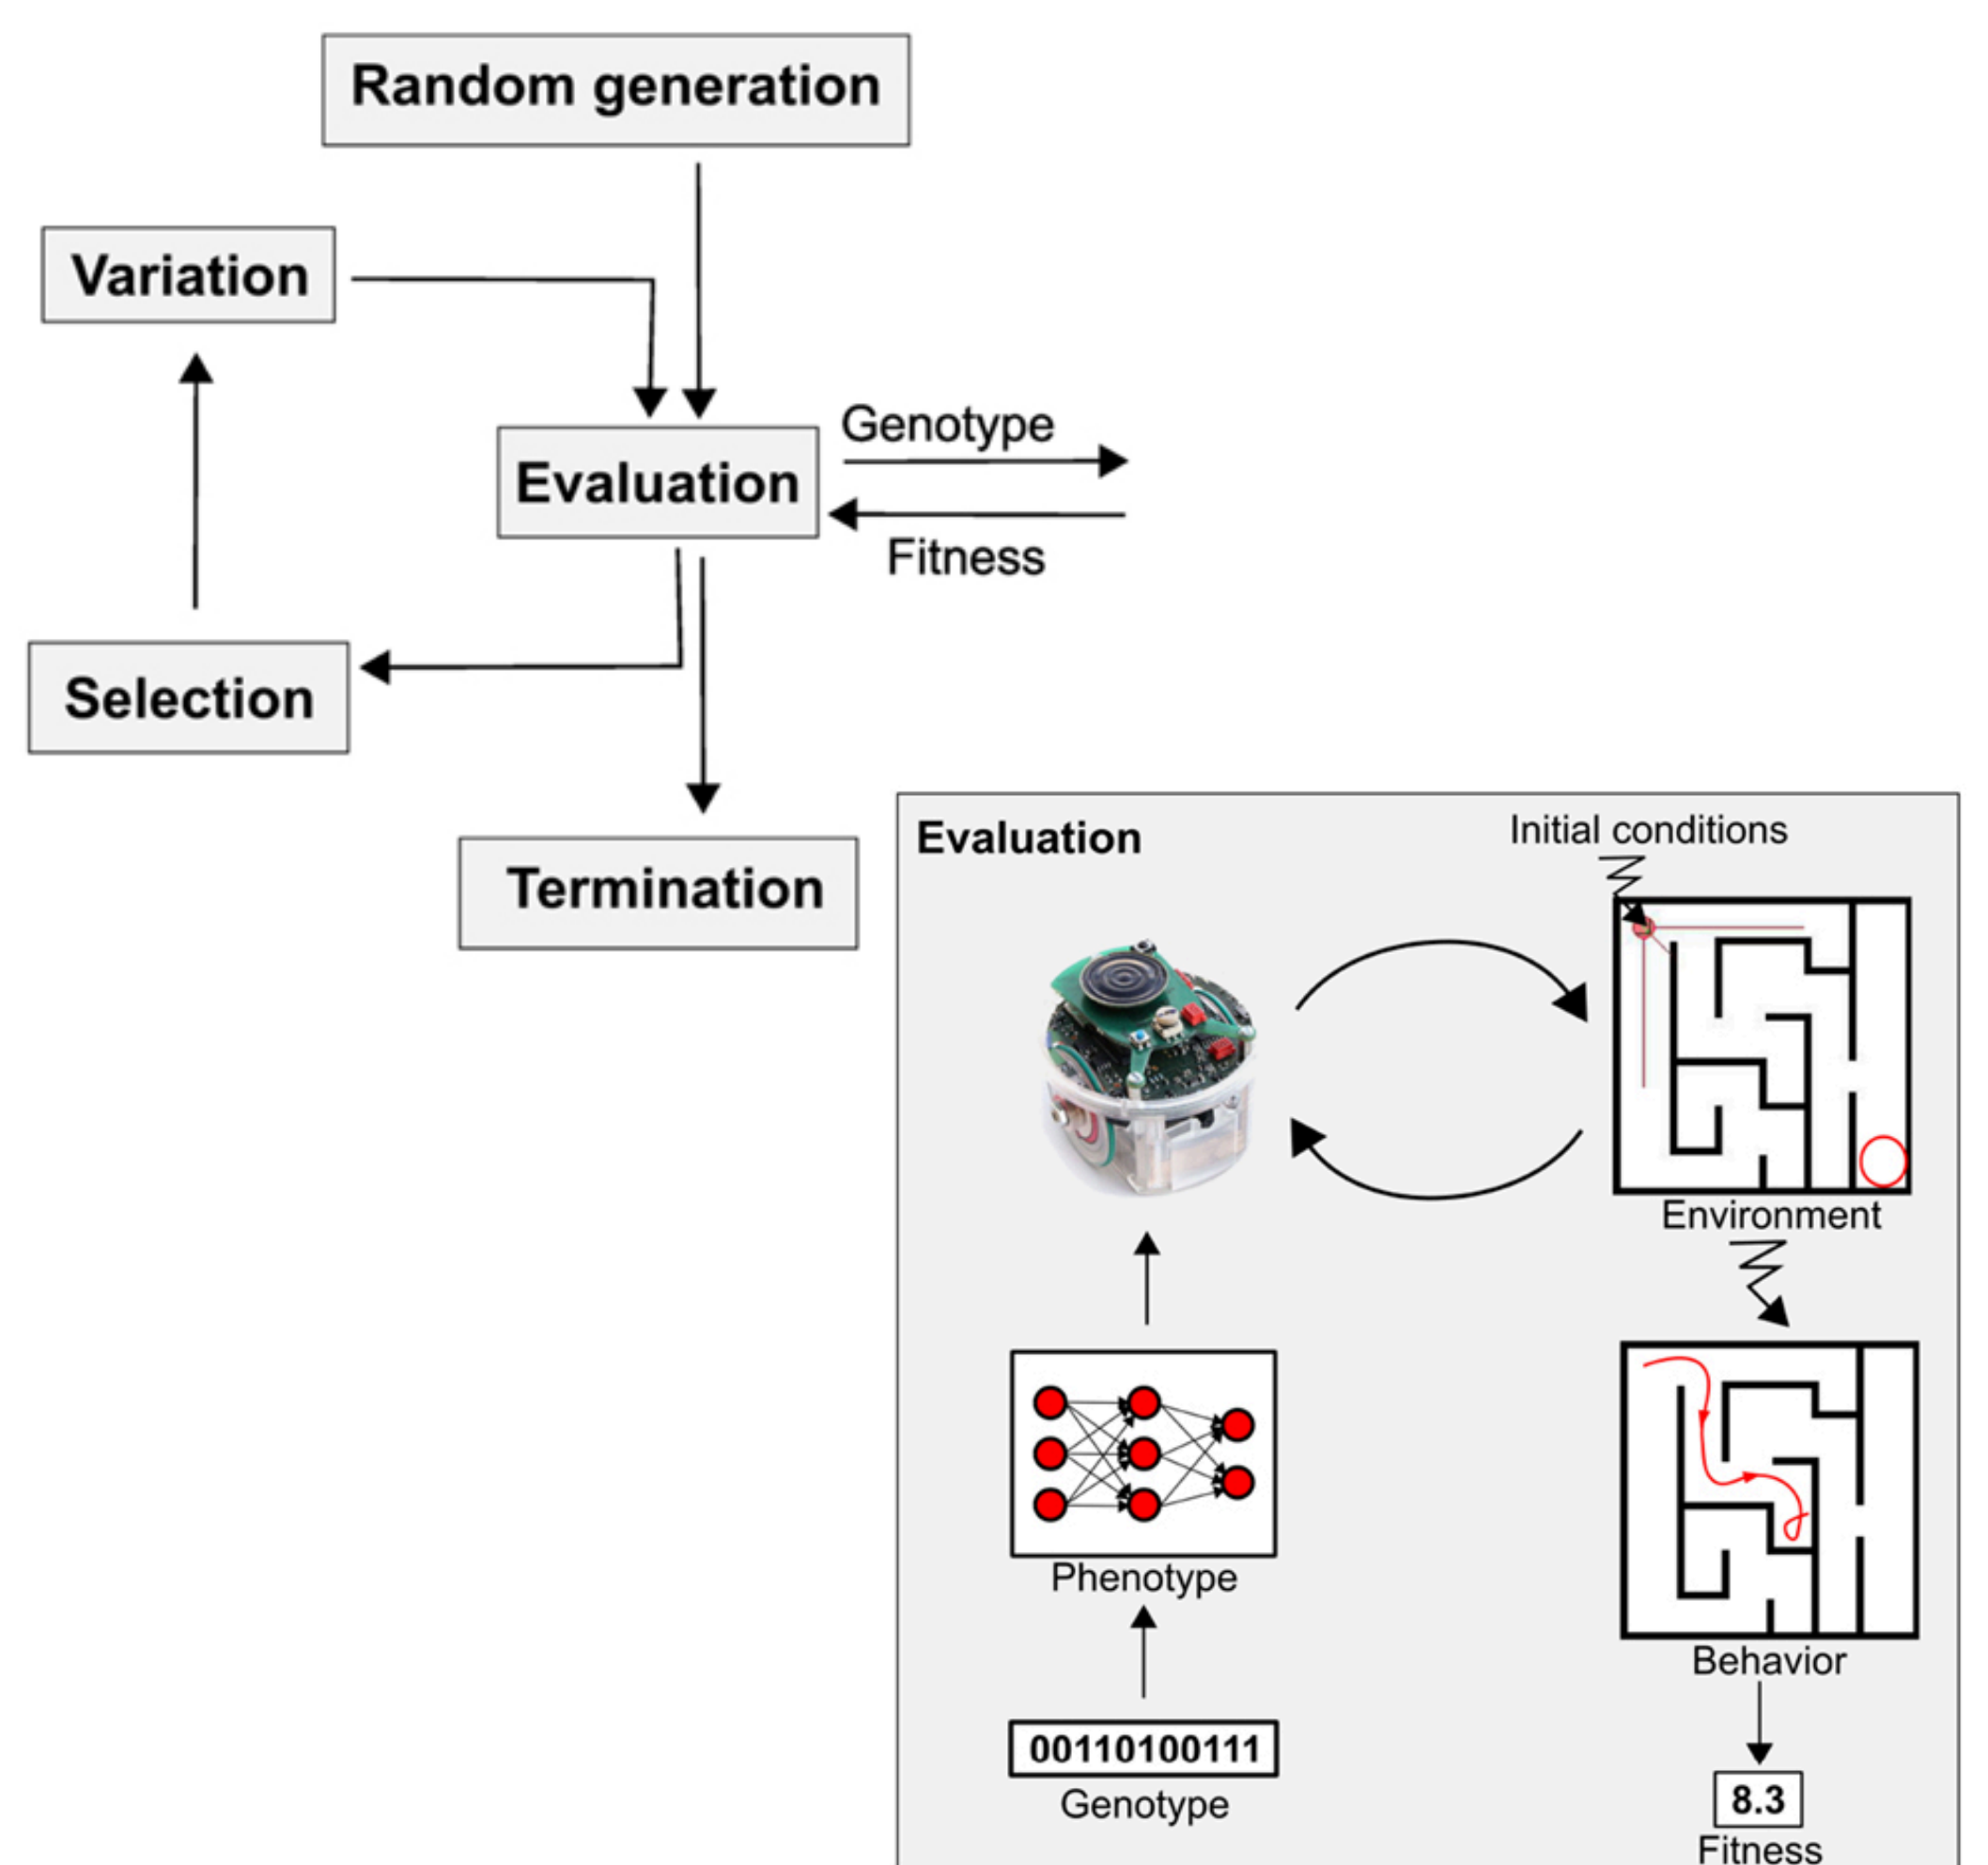 Random generation
Variation
Genotype
Evaluation
Fitness
Selection
Termination
Evaluation
Initial conditions
Environment
Phenotype
Behavior
00110100111
Genotype
8.3
Fitness